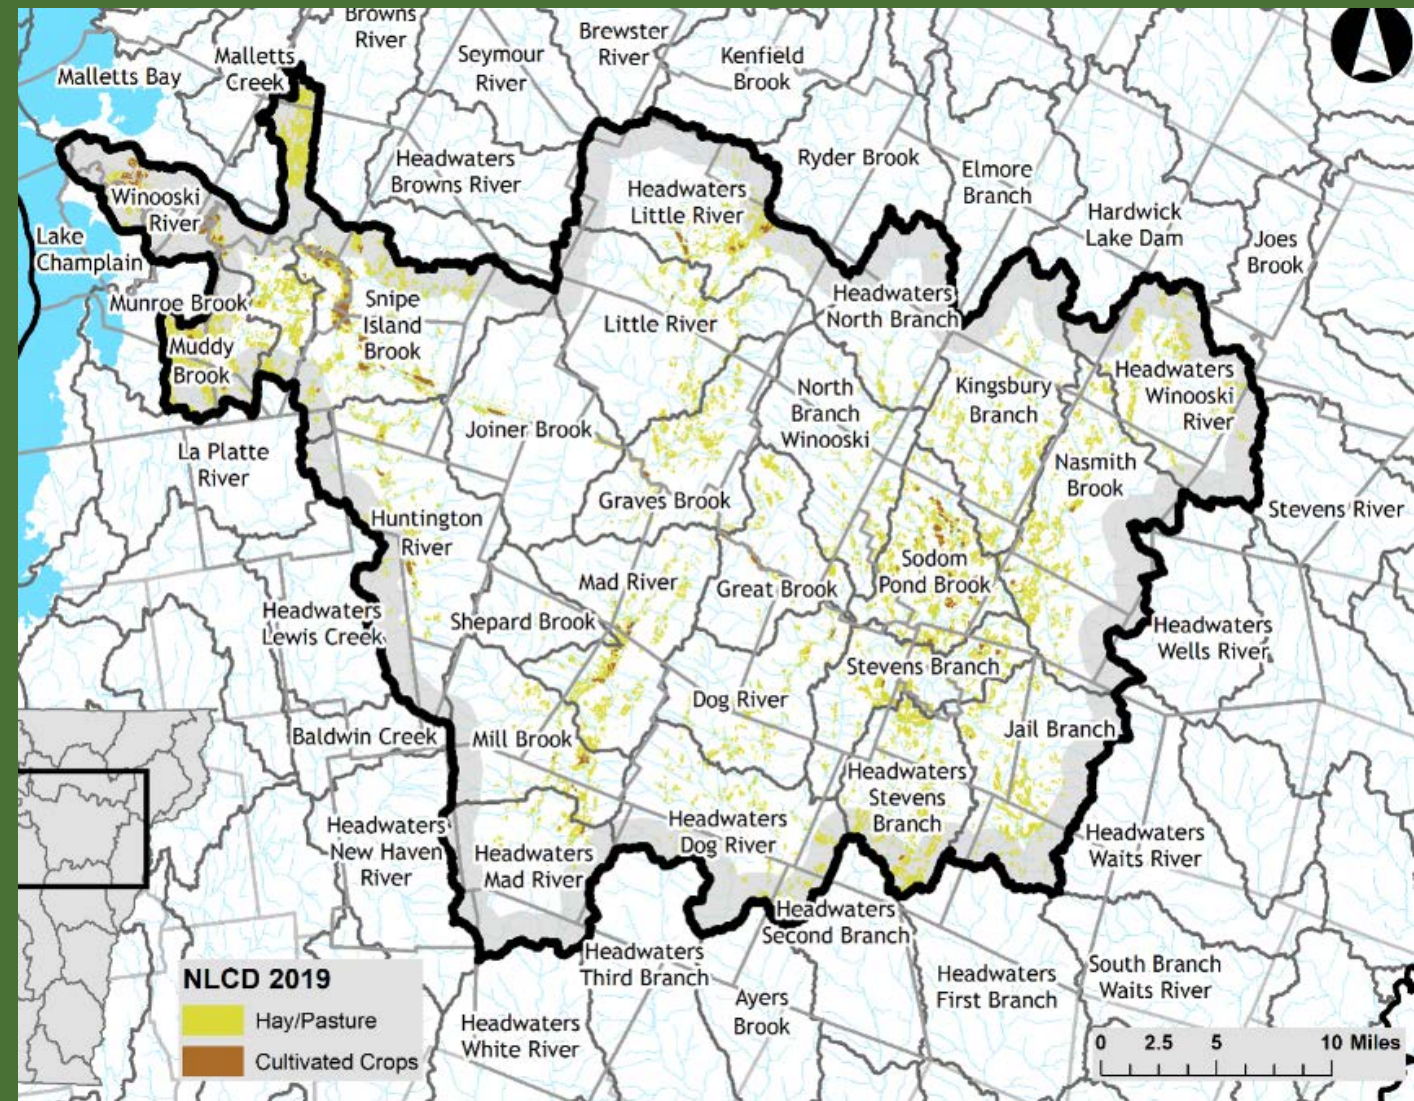 Browns
River
Brewster
River
Malletts
Creek
Seymour
River
Kenfield
Brook
Malletts Bay
Headwaters
Browns River
Ryder Brook
Elmore
Branch
Winooski
River
Headwaters
Little River
Hardwick
Lake Dam
Joes
Brook
Lake
Champlain
Munroe Brook
Snipe
Island
Brook
Little River
Headwaters
North Branch
Muddy
Brook
Headwaters
Winooski
River
Kingsbury
Branch
North
Branch
Winooski
Joiner Brook
La Platte
River
Nasmith
Brook
Graves Brook
Stevens River
Huntington
River
Sodom
Pond Brook
Mad River
Great Brook
Headwaters
Lewis Creek
Shepard Brook
Headwaters
Wells River
Stevens Branch
Dog River
Baldwin Creek
Mill Brook
Jail Branch
Headwaters
Stevens
Branch
Headwaters
New Haven
River
Headwaters
Dog River
Headwaters
Waits River
Headwaters
Mad River
Headwaters
Second Branch
Headwaters
Third Branch
Headwaters
First Branch
South Branch
Waits River
Ayers
Brook
Headwaters
White River
NLCD 2019
Hay/Pasture
Cultivated Crops
0 2.5 5 10 Miles